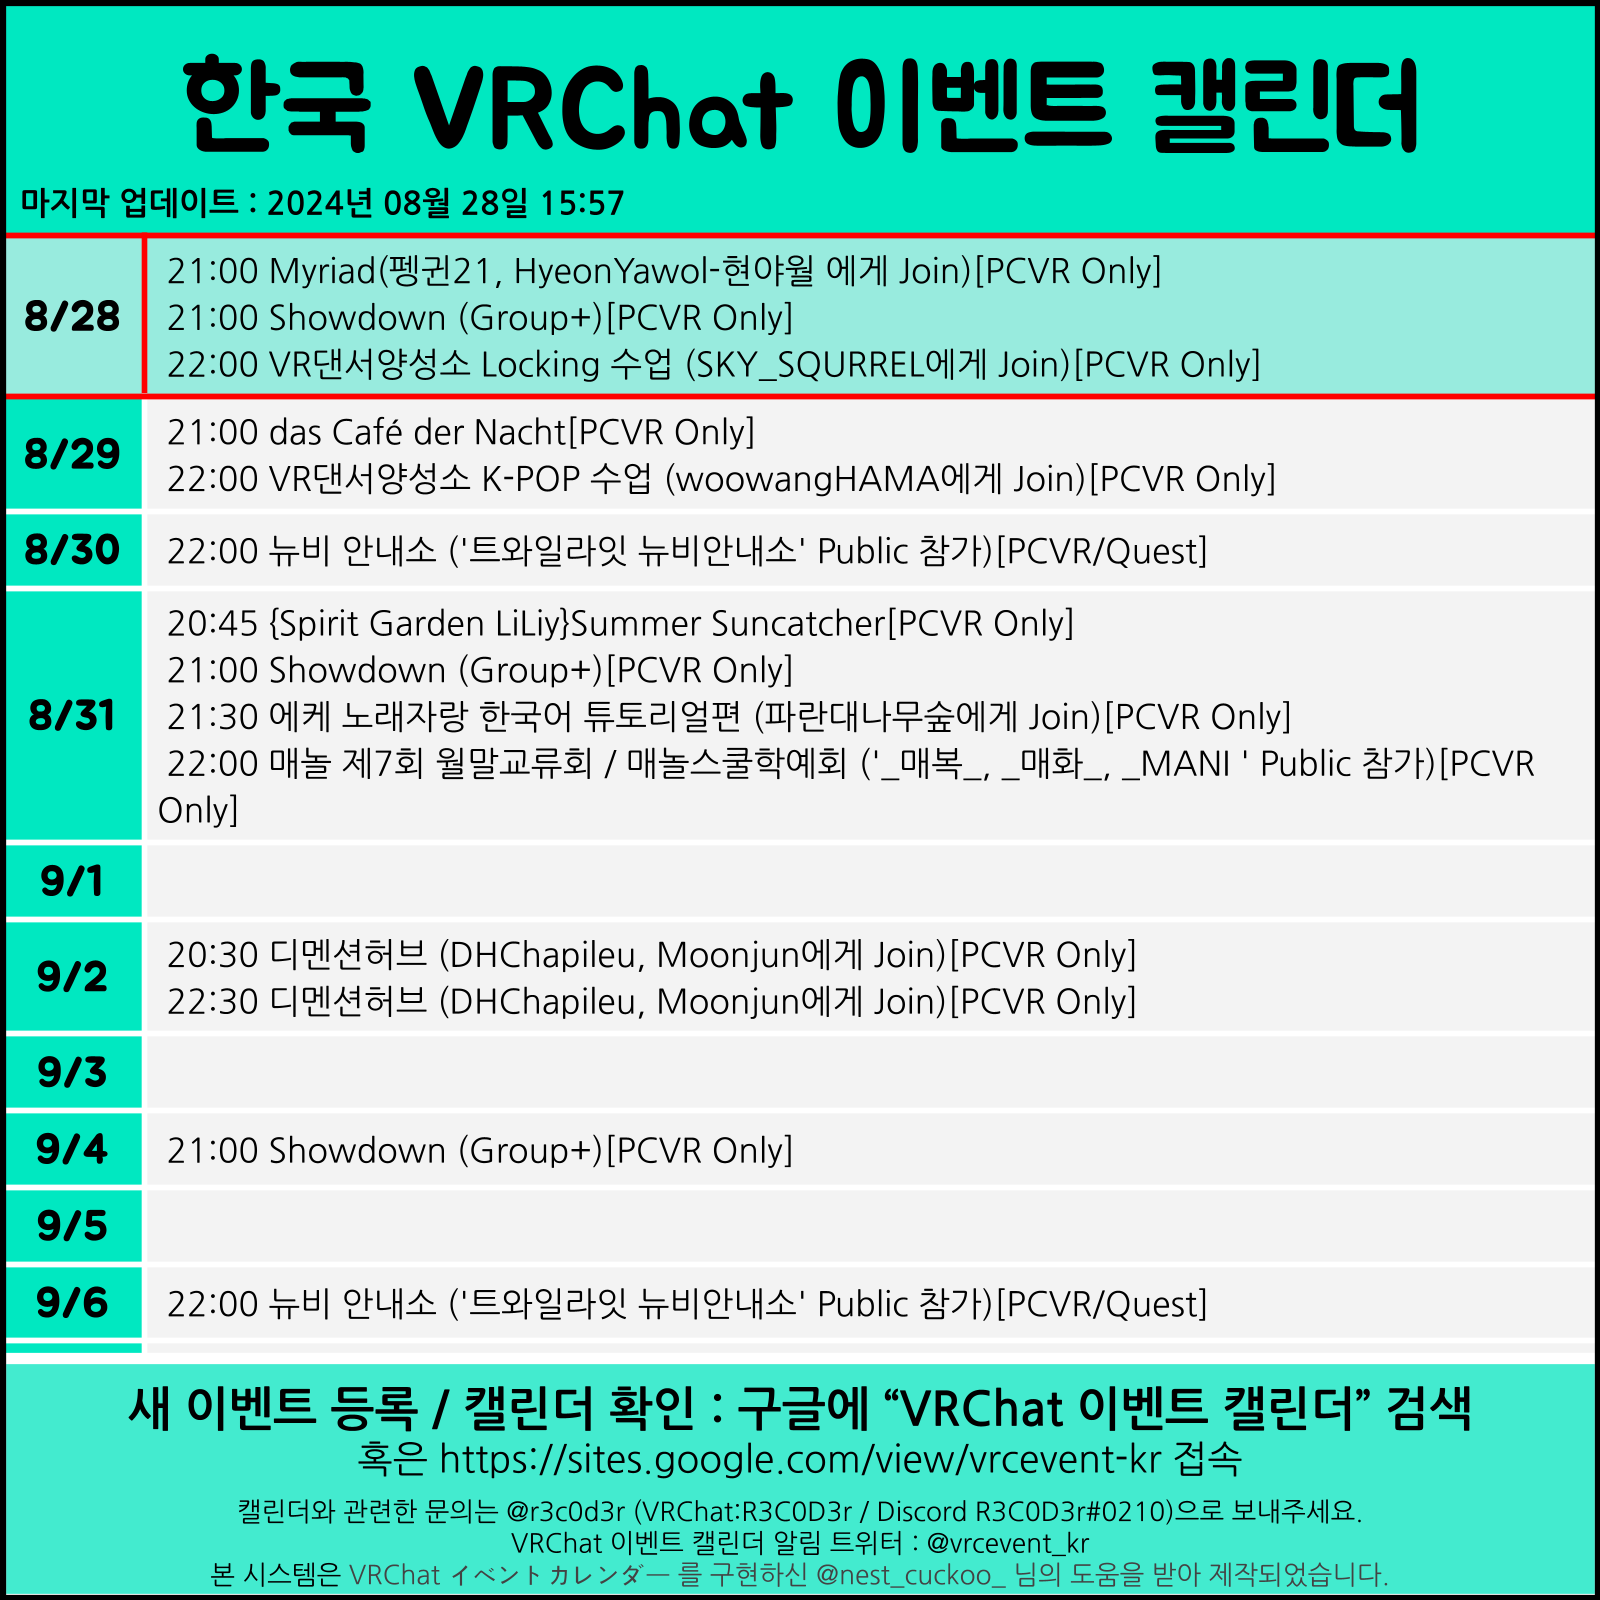 한국 VRChat 이벤트 캘린더
마지막 업데이트 : 2024년 08월 28일 15:57
8/28
21:00 Myriad(펭귄21, HyeonYawol-현야월 에게 Join)[PCVR Only]
21:00 Showdown (Group+)[PCVR Only]
22:00 VR댄서양성소 Locking 수업 (SKY_SQURREL에게 Join)[PCVR Only]
8/29
21:00 das Café der Nacht[PCVR Only]
22:00 VR댄서양성소 K-POP 수업 (woowangHAMA에게 Join)[PCVR Only]
8/30
22:00 뉴비 안내소 ('트와일라잇 뉴비안내소' Public 참가)[PCVR/Quest]
8/31
20:45 {Spirit Garden LiLiy}Summer Suncatcher[PCVR Only]
21:00 Showdown (Group+)[PCVR Only]
21:30 에케 노래자랑 한국어 튜토리얼편 (파란대나무숲에게 Join)[PCVR Only]
22:00 매놀 제7회 월말교류회 / 매놀스쿨학예회 ('_매복_, _매화_, _MANI ' Public 참가)[PCVR
Only]
9/1
9/2
20:30 디멘션허브 (DHChapileu, Moonjun에게 Join)[PCVR Only]
22:30 디멘션허브 (DHChapileu, Moonjun에게 Join)[PCVR Only]
9/3
9/4
21:00 Showdown (Group+)[PCVR Only]
9/5
9/6
22:00 뉴비 안내소 ('트와일라잇 뉴비안내소' Public 참가)[PCVR/Quest]
새 이벤트 등록 / 캘린더 확인 : 구글에 “VRChat 이벤트 캘린더” 검색
혹은 https://sites.google.com/view/vrcevent-kr 접속
캘린더와 관련한 문의는 @r3c0d3r (VRChat:R3C0D3r / Discord R3C0D3r#0210)으로 보내주세요.
VRChat 이벤트 캘린더 알림 트위터 : @vrcevent_kr
본 시스템은 VRChat イベントカレンダー 를 구현하신 @nest_cuckoo_ 님의 도움을 받아 제작되었습니다.